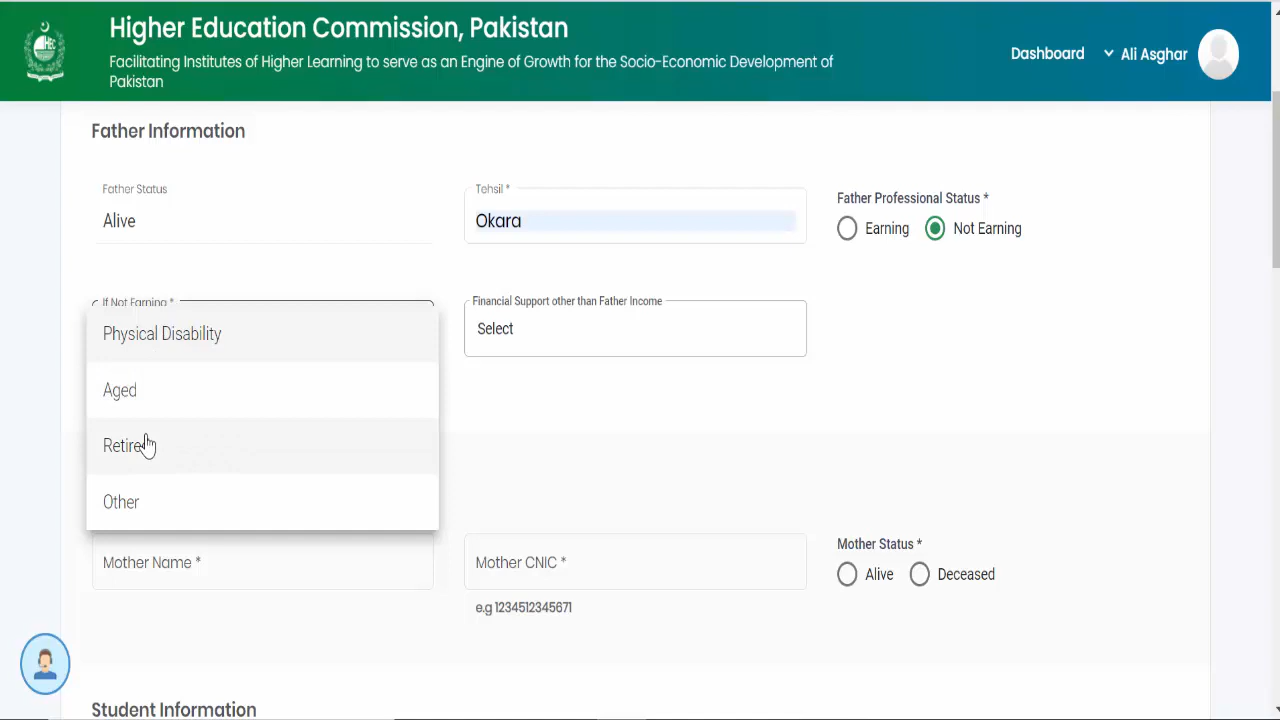 Higher Education Commission, Pakistan
Facilitating Institutes of Higher Learning to serve as an Engine of Growth for the Socio-Economic Development of
Pakistan
Dashboard
Ali Asghar
Father Information
Father Status
Alive
Tehsil *
Okara
Father Professional Status *
Earning
Not Earning
If Not Earning *
Physical Disability
Aged
Retire
Other
Financial Support other than Father Income
Select
Mother Name *
Mother CNIC *
e.g 1234512345671
Mother Status *
Alive
Deceased
Student Information